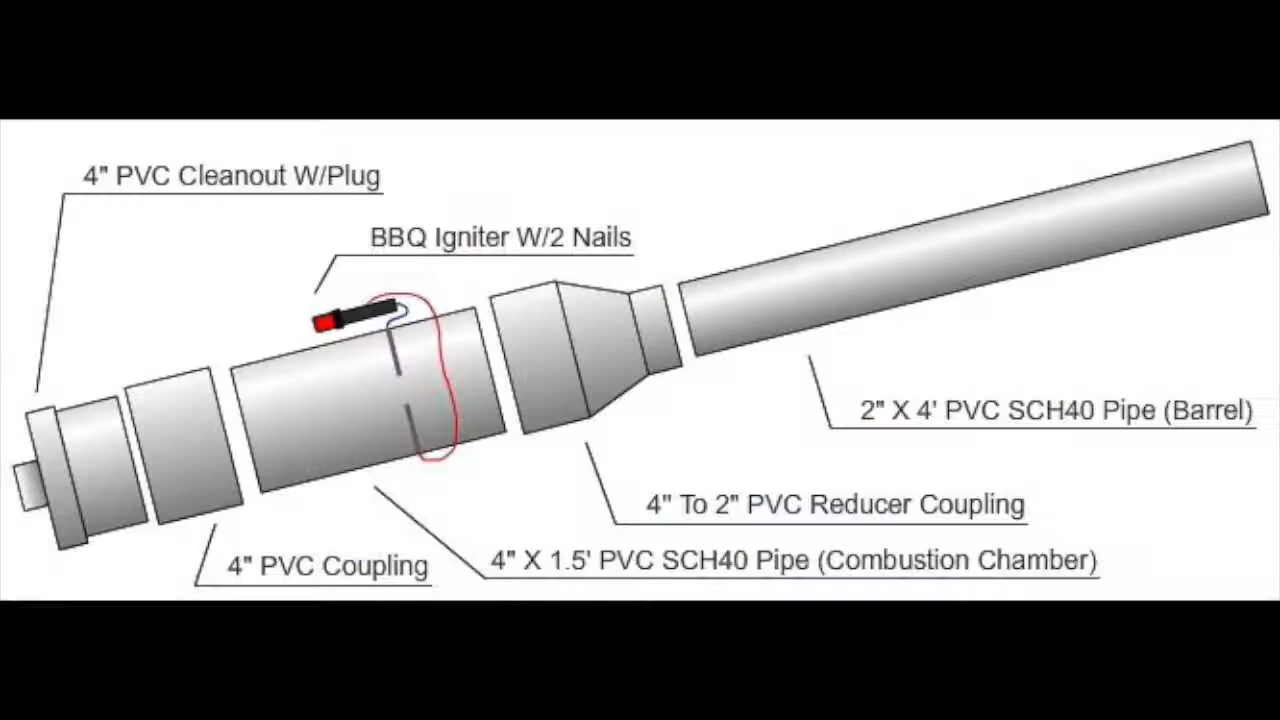 4" PVC Cleanout W/Plug
BBQ Igniter W/2 Nails
2" X 4' PVC SCH40 Pipe (Barrel)
4" To 2" PVC Reducer Coupling
4" PVC Coupling
4" X 1.5' PVC SCH40 Pipe (Combustion Chamber)